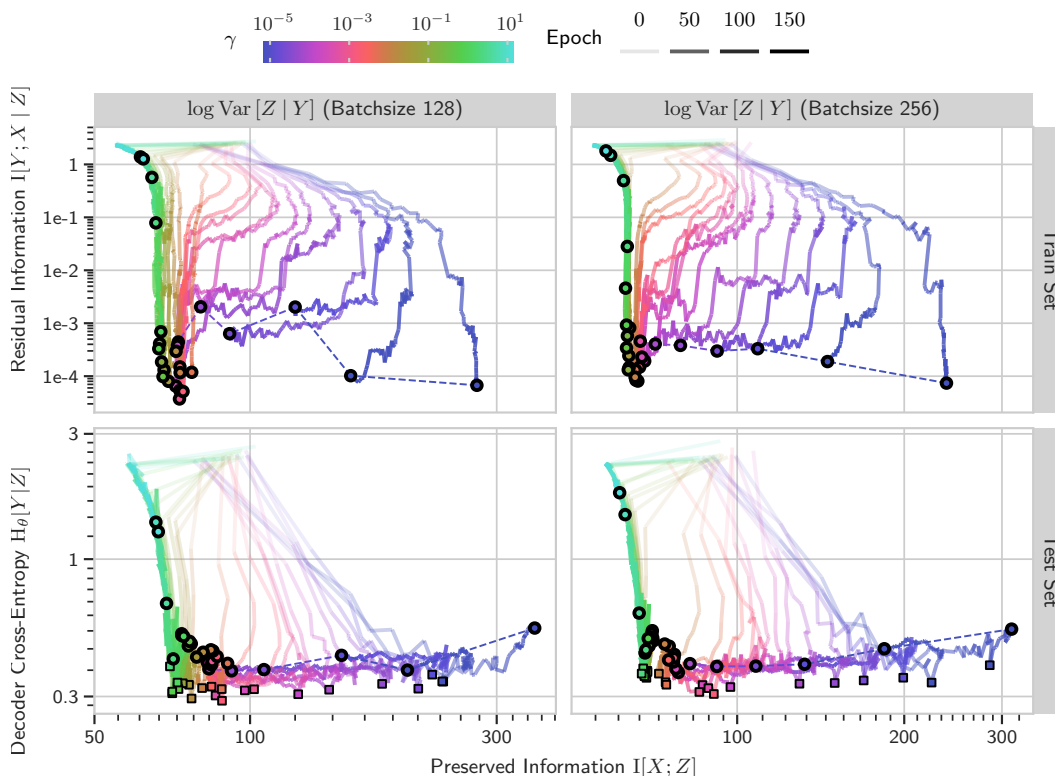 γ
10⁻⁵ 10⁻³ 10⁻¹ 10¹
Epoch
0 50 100 150
log Var [Z | Y] (Batchsize 128)
log Var [Z | Y] (Batchsize 256)
Residual Information I[Y; X | Z]
1
1e-1
1e-2
1e-3
1e-4
Train Set
Decoder Cross-Entropy H_θ[Y|Z]
3
1
0.3
Test Set
50 100 300
100 200 300
Preserved Information I[X; Z]